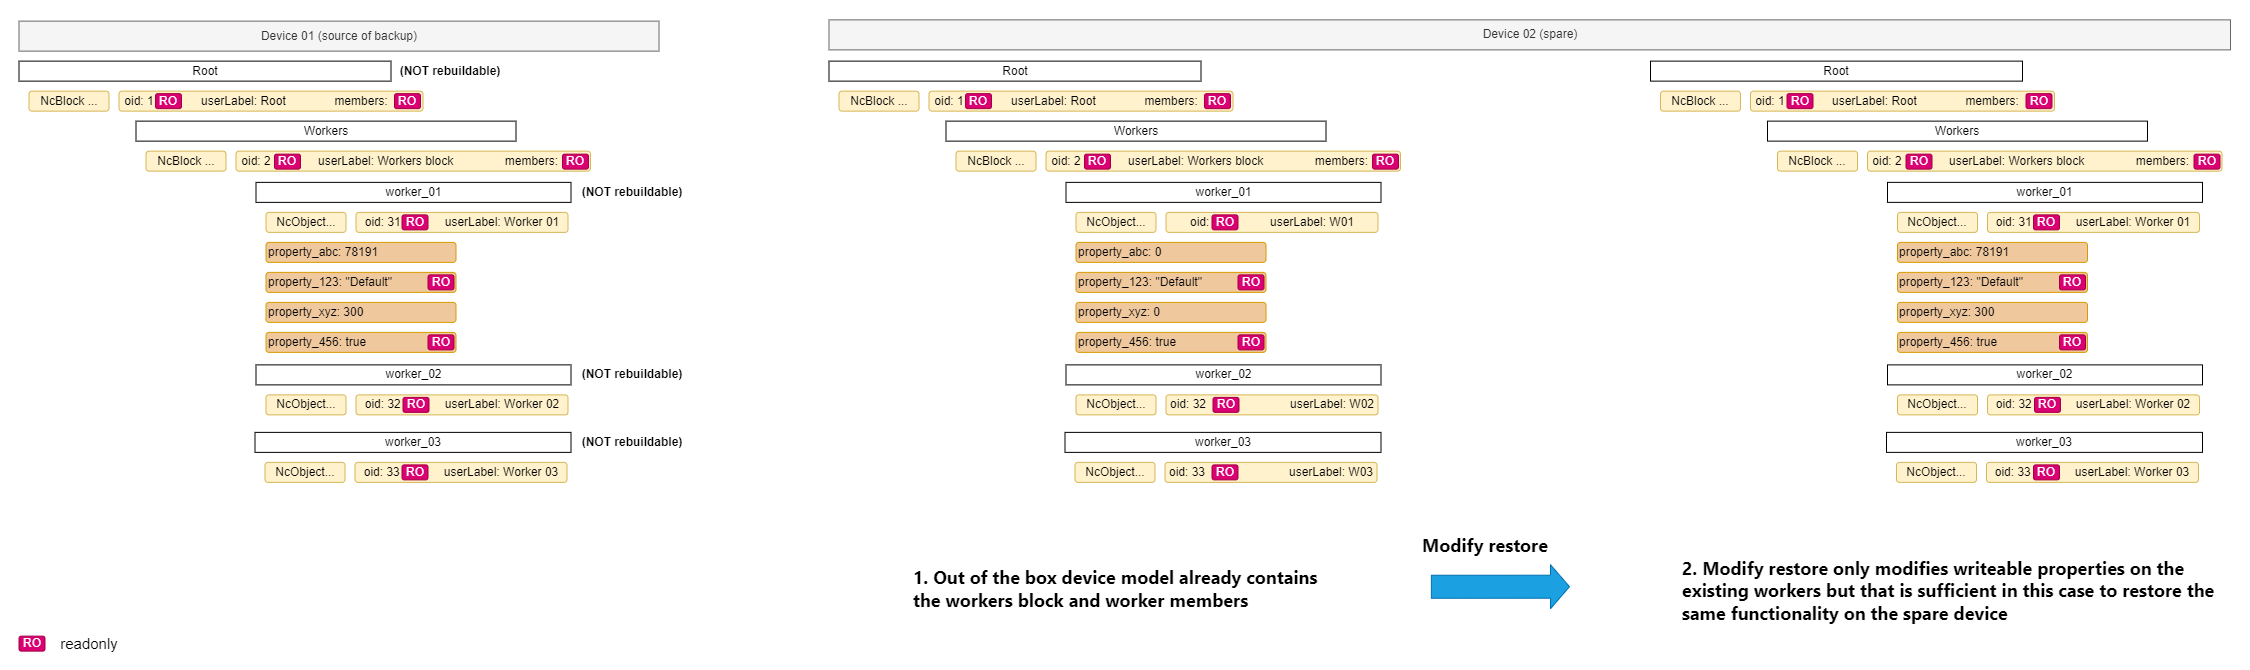 Device 01 (source of backup)
Root
(NOT rebuildable)
NcBlock ...
oid: 1 RO userLabel: Root members: RO
Workers
NcBlock ...
oid: 2 RO userLabel: Workers block members: RO
worker_01
(NOT rebuildable)
NcObject...
oid: 31 RO userLabel: Worker 01
property_abc: 78191
property_123: "Default" RO
property_xyz: 300
property_456: true RO
worker_02
(NOT rebuildable)
NcObject...
oid: 32 RO userLabel: Worker 02
worker_03
(NOT rebuildable)
NcObject...
oid: 33 RO userLabel: Worker 03
RO readonly
Device 02 (spare)
Root
NcBlock ...
oid: 1 RO userLabel: Root members: RO
Workers
NcBlock ...
oid: 2 RO userLabel: Workers block members: RO
worker_01
NcObject...
oid: RO userLabel: W01
property_abc: 0
property_123: "Default" RO
property_xyz: 0
property_456: true RO
worker_02
NcObject...
oid: 32 RO userLabel: W02
worker_03
NcObject...
oid: 33 RO userLabel: W03
1. Out of the box device model already contains
the workers block and worker members
Modify restore
Root
NcBlock ...
oid: 1 RO userLabel: Root members: RO
Workers
NcBlock ...
oid: 2 RO userLabel: Workers block members: RO
worker_01
NcObject...
oid: 31 RO userLabel: Worker 01
property_abc: 78191
property_123: "Default" RO
property_xyz: 300
property_456: true RO
worker_02
NcObject...
oid: 32 RO userLabel: Worker 02
worker_03
NcObject...
oid: 33 RO userLabel: Worker 03
2. Modify restore only modifies writeable properties on the
existing workers but that is sufficient in this case to restore the
same functionality on the spare device